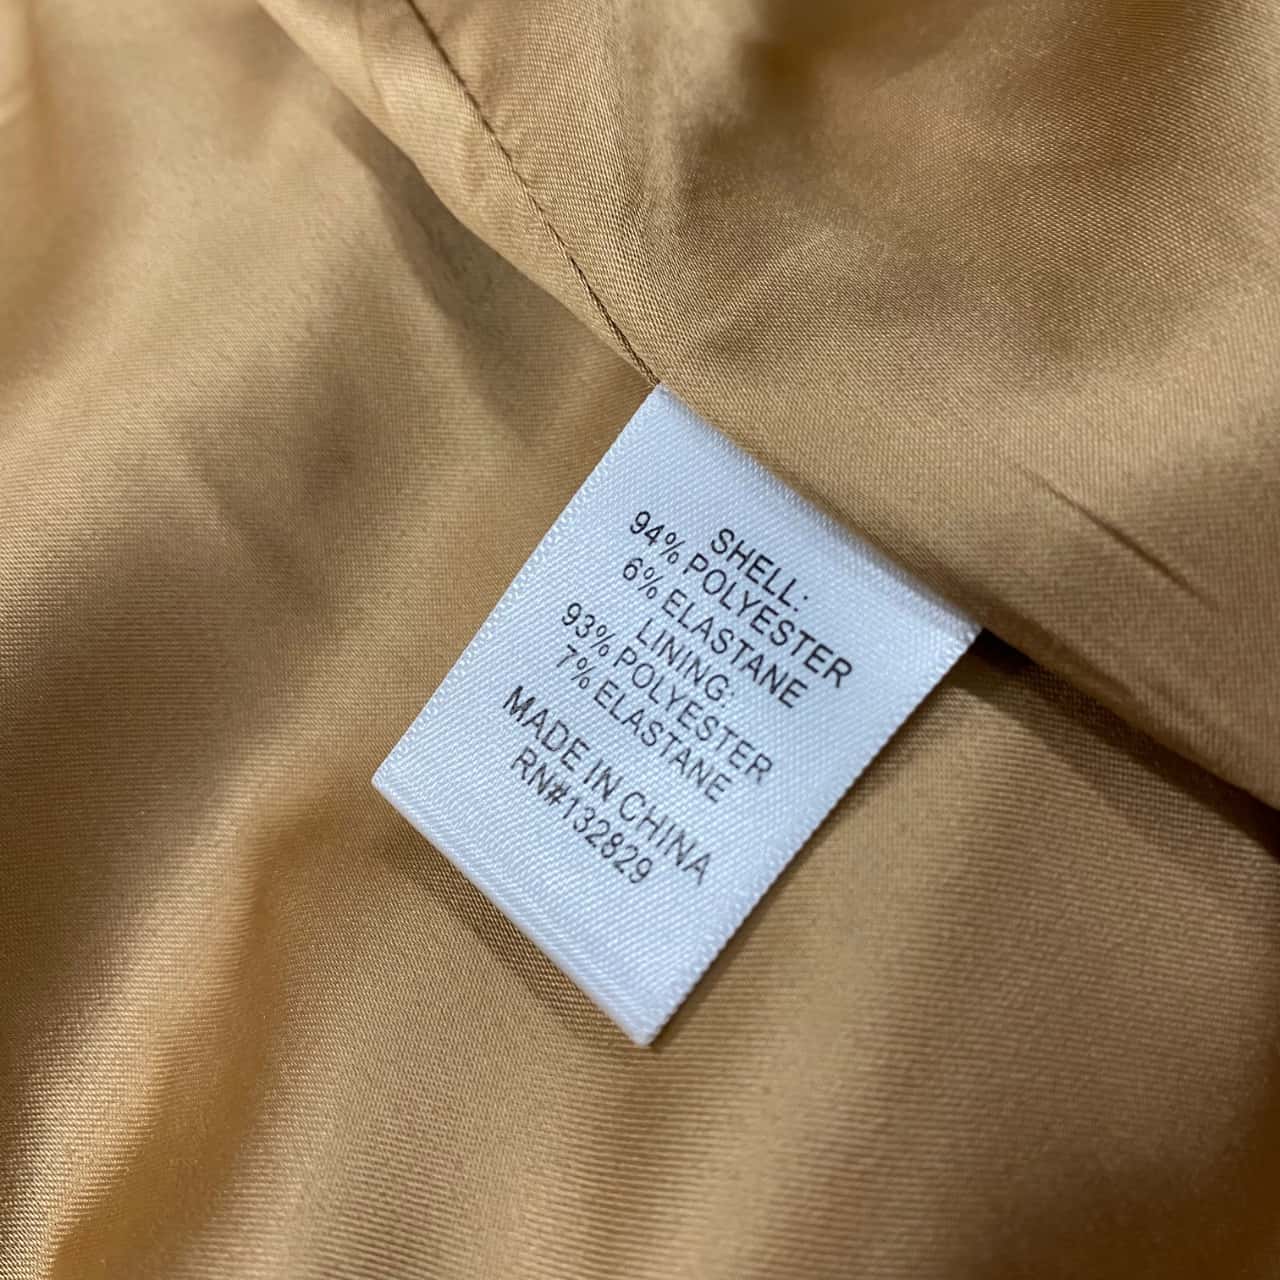 SHELL:
94% POLYESTER
6% ELASTANE
LINING:
93% POLYESTER
7% ELASTANE
MADE IN CHINA
RN#132829